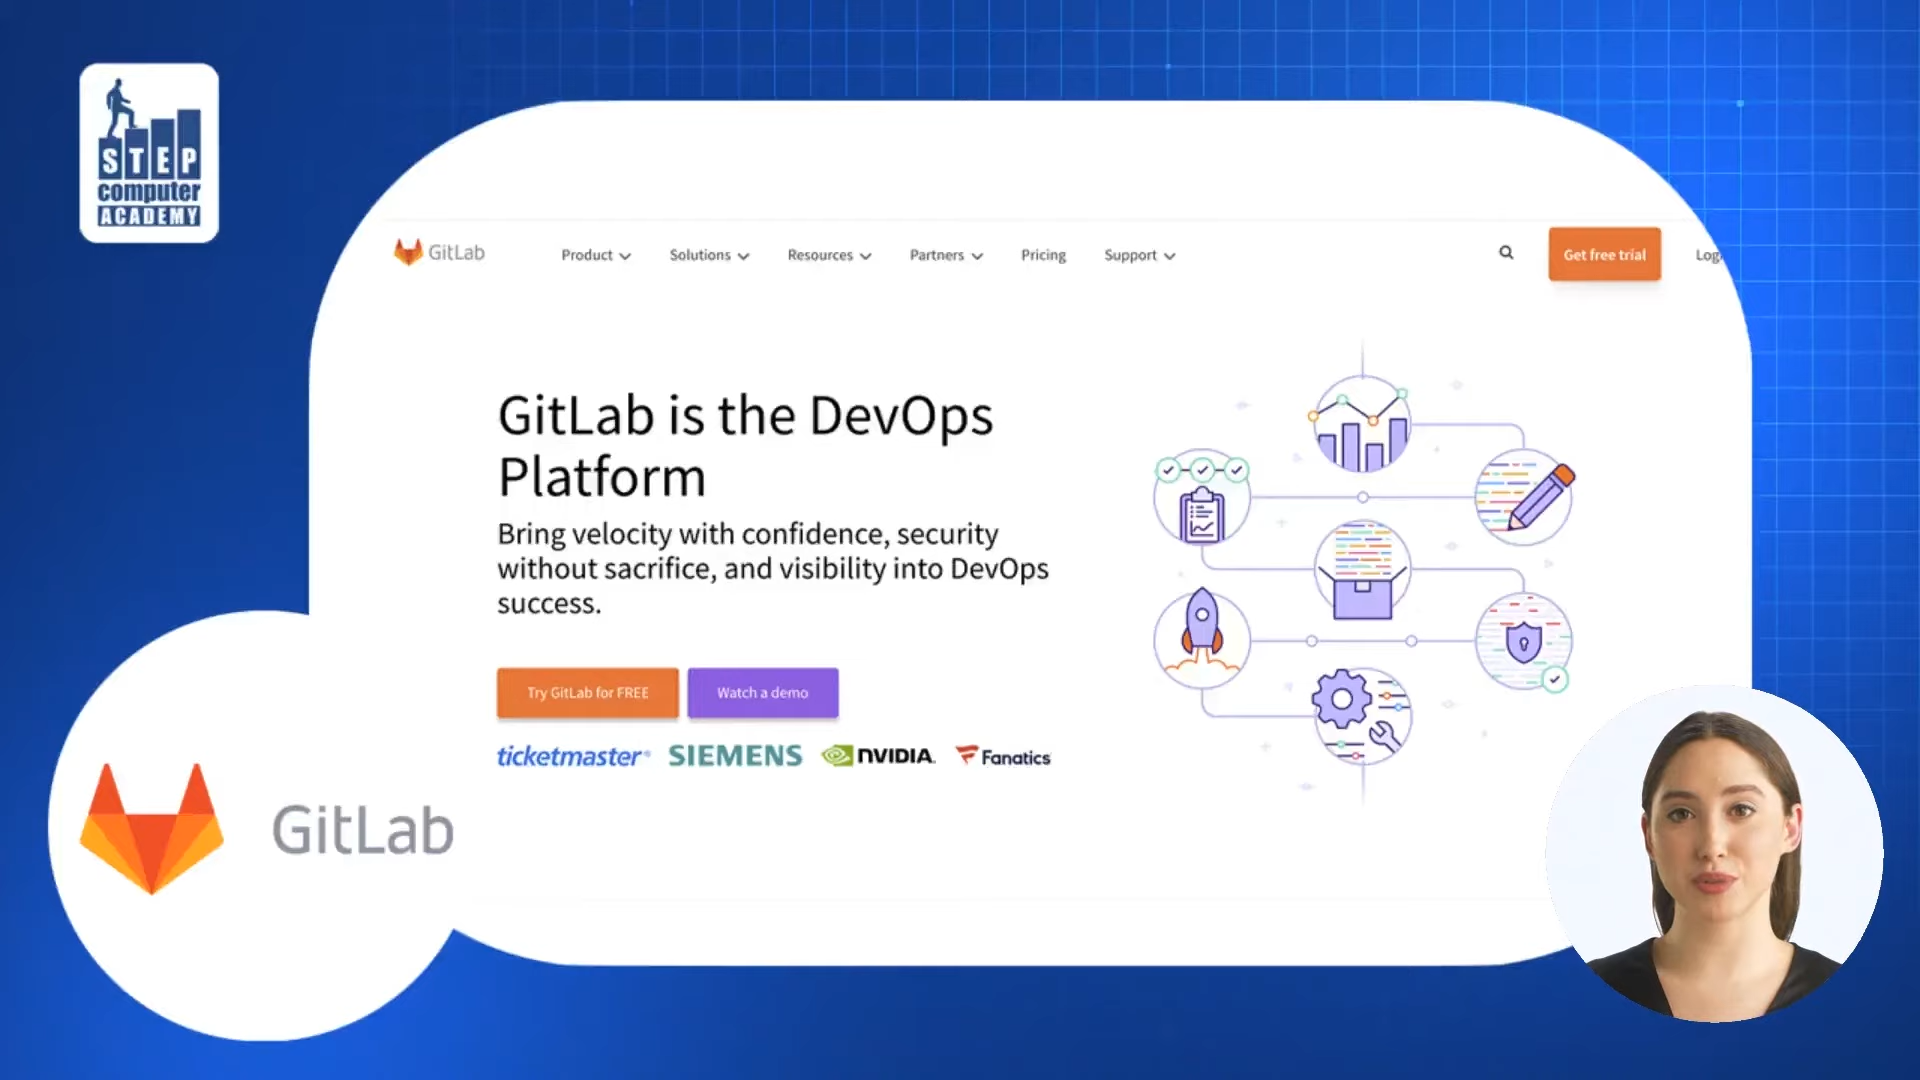 STEP
computer
ACADEMY
GitLab
Product
Solutions
Resources
Partners
Pricing
Support
Get free trial
Logi
GitLab is the DevOps
Platform
Bring velocity with confidence, security
without sacrifice, and visibility into DevOps
success.
Try GitLab for FREE
Watch a demo
ticketmaster®
SIEMENS
NVIDIA.
Fanatics
GitLab